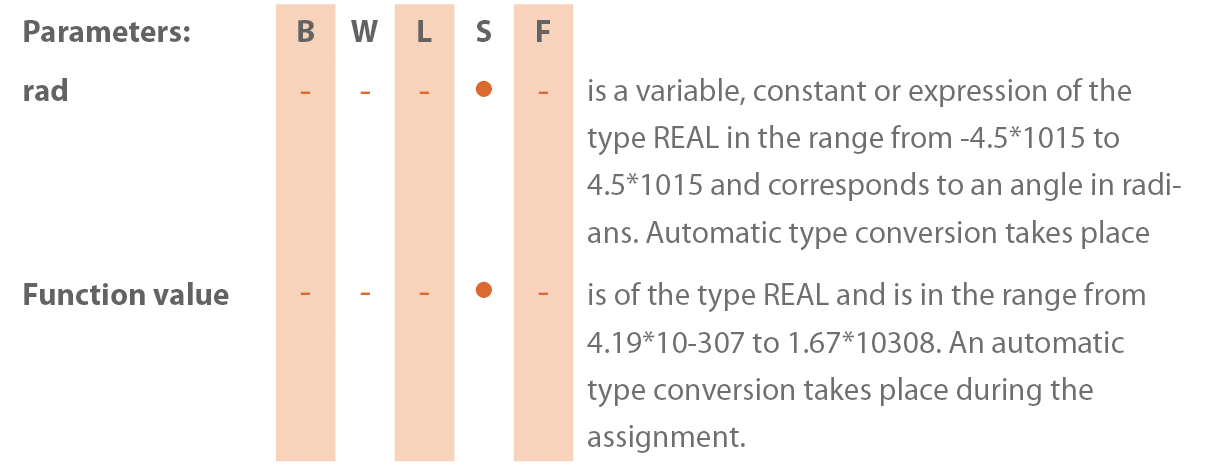 Parameters: B W L S F
rad - - - ● - is a variable, constant or expression of the
type REAL in the range from -4.5*1015 to
4.5*1015 and corresponds to an angle in radi-
ans. Automatic type conversion takes place
Function value - - - ● - is of the type REAL and is in the range from
4.19*10-307 to 1.67*10308. An automatic
type conversion takes place during the
assignment.